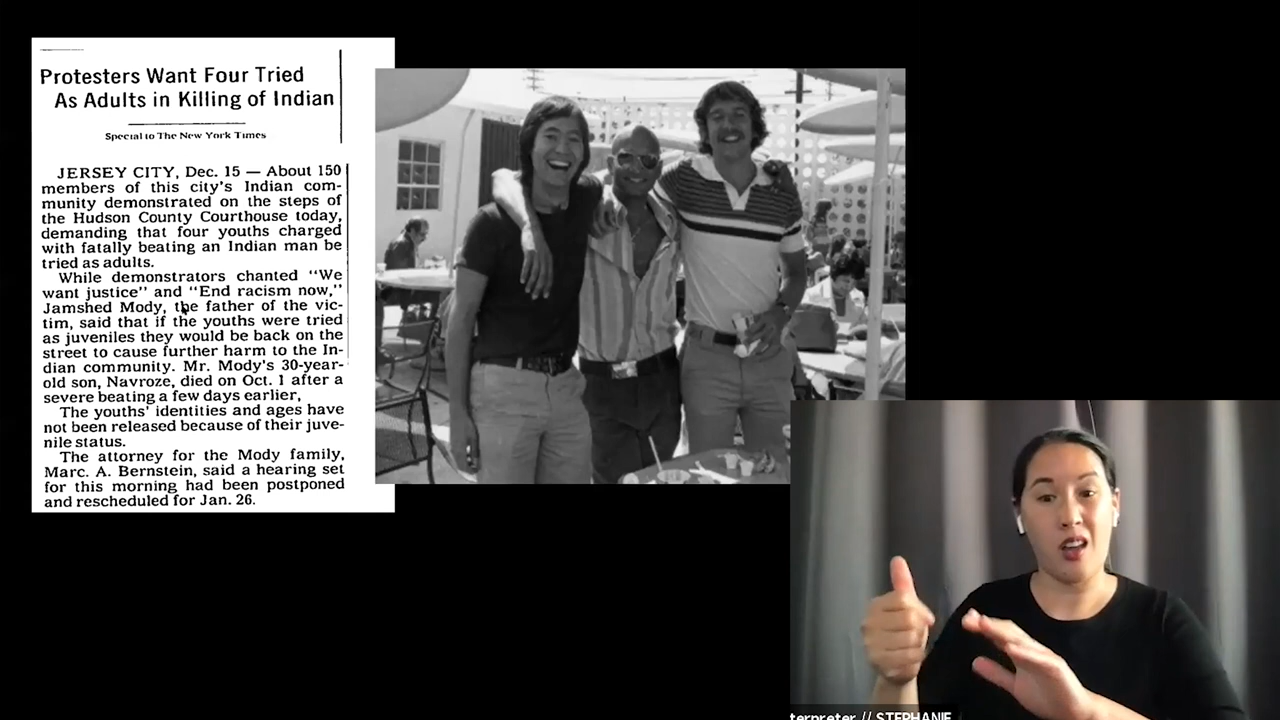 Protesters Want Four Tried
As Adults in Killing of Indian
Special to The New York Times
JERSEY CITY, Dec. 15 — About 150
members of this city's Indian com-
munity demonstrated on the steps of
the Hudson County Courthouse today,
demanding that four youths charged
with fatally beating an Indian man be
tried as adults.
While demonstrators chanted "We
want justice" and "End racism now,"
Jamshed Mody, the father of the vic-
tim, said that if the youths were tried
as juveniles they would be back on the
street to cause further harm to the In-
dian community. Mr. Mody's 30-year-
old son, Navroze, died on Oct. 1 after a
severe beating a few days earlier,
The youths' identities and ages have
not been released because of their juve-
nile status.
The attorney for the Mody family,
Marc. A. Bernstein, said a hearing set
for this morning had been postponed
and rescheduled for Jan. 26.
terpreter // STEPHANIE